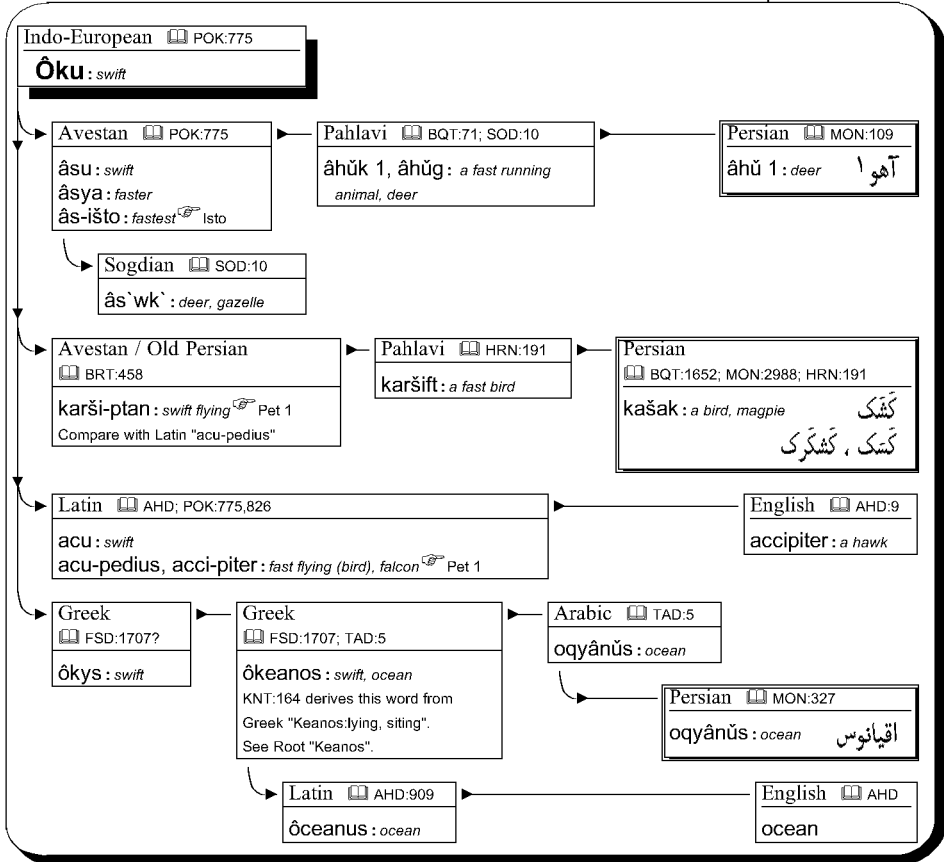 Indo-European POK:775
Ôku : swift
Avestan POK:775
âsu : swift
âsya : faster
âs-išto : fastest Isto
Pahlavi BQT:71; SOD:10
âhŭk 1, âhŭg : a fast running
animal, deer
Persian MON:109
âhŭ 1 : deer آهو ۱
Sogdian SOD:10
âs`wk` : deer, gazelle
Avestan / Old Persian
BRT:458
karši-ptan : swift flying Pet 1
Compare with Latin "acu-pedius"
Pahlavi HRN:191
karšift : a fast bird
Persian
BQT:1652; MON:2988; HRN:191
kašak : a bird, magpie کَشَک
کَسَک ، کَشکَرَک
Latin AHD; POK:775,826
acu : swift
acu-pedius, acci-piter : fast flying (bird), falcon Pet 1
English AHD:9
accipiter : a hawk
Greek
FSD:1707?
ôkys : swift
Greek
FSD:1707; TAD:5
ôkeanos : swift, ocean
KNT:164 derives this word from
Greek "Keanos:lying, siting".
See Root "Keanos".
Arabic TAD:5
oqyânŭs : ocean
Persian MON:327
oqyânŭs : ocean اقیانوس
Latin AHD:909
ôceanus : ocean
English AHD
ocean